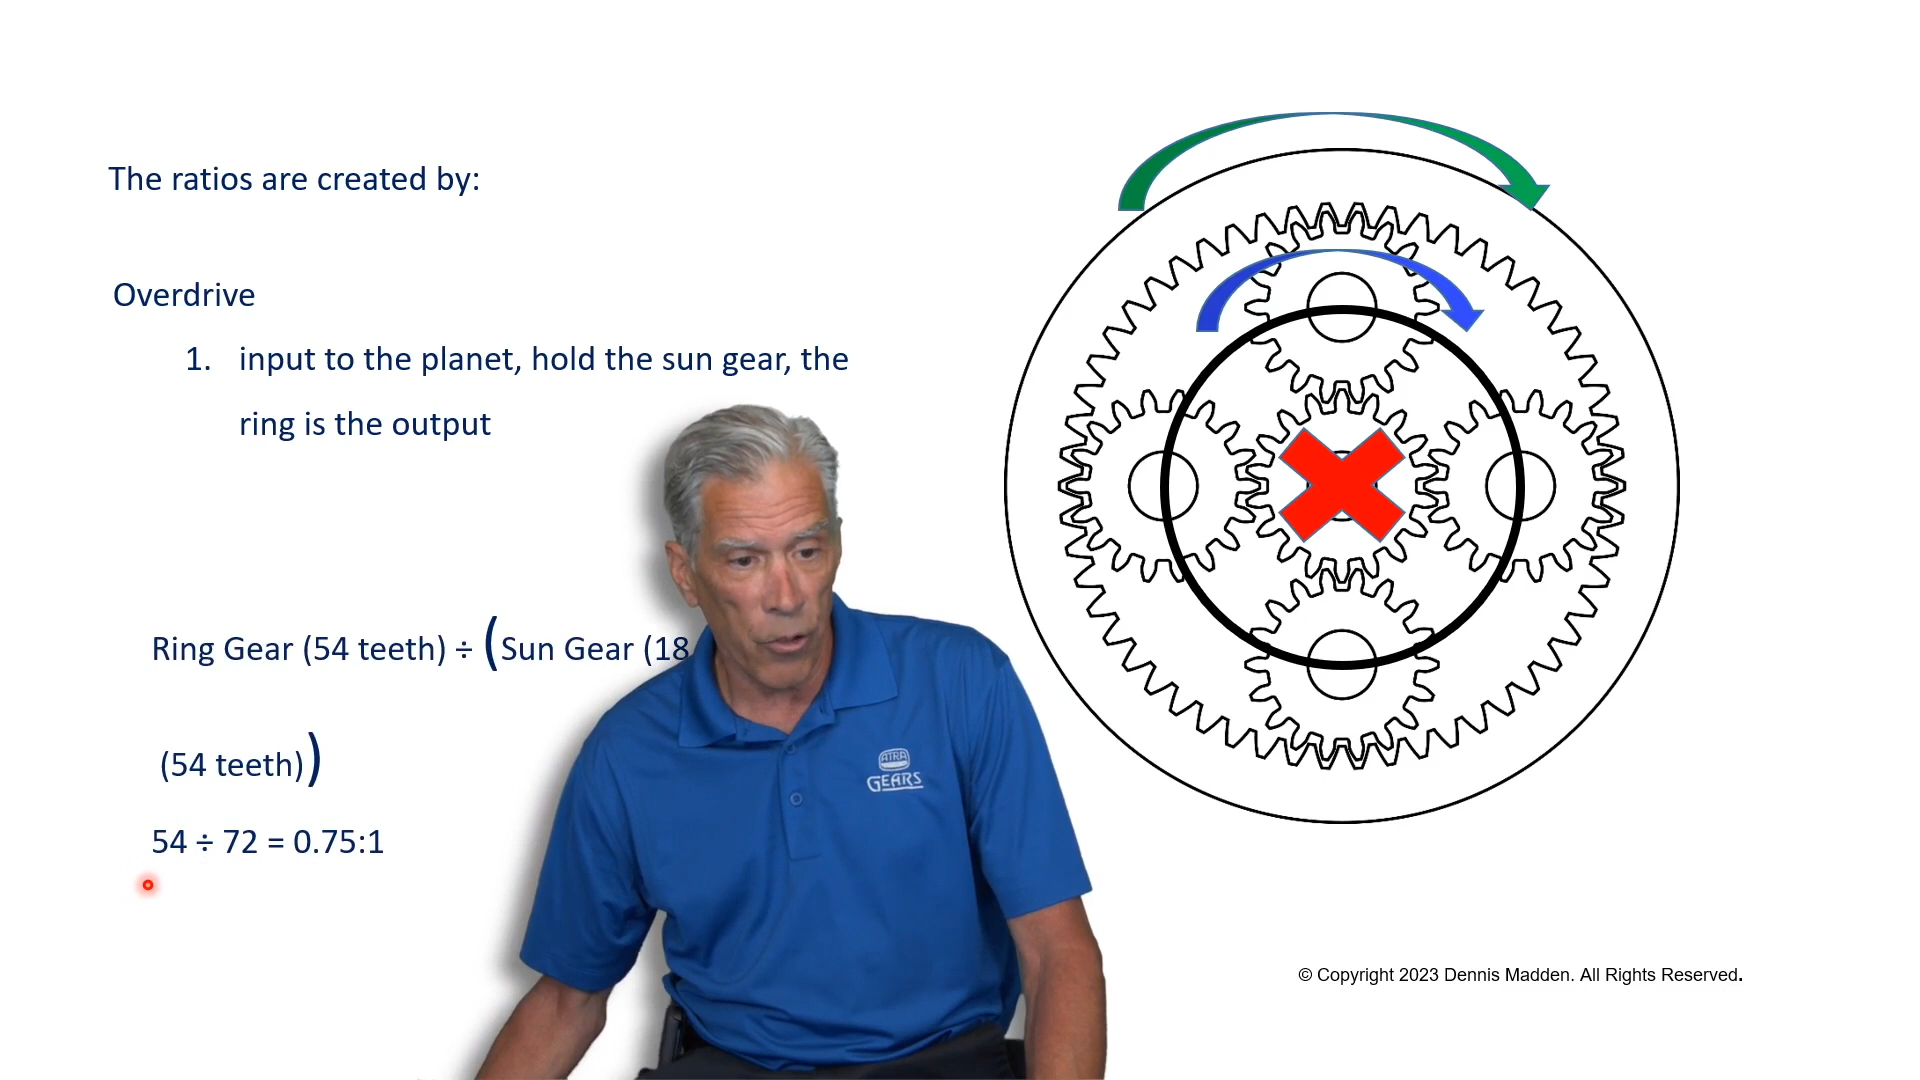 The ratios are created by:
Overdrive
1. input to the planet, hold the sun gear, the
ring is the output
Ring Gear (54 teeth) ÷ (Sun Gear (18
(54 teeth))
54 ÷ 72 = 0.75:1
ATRA
GEARS
© Copyright 2023 Dennis Madden. All Rights Reserved.